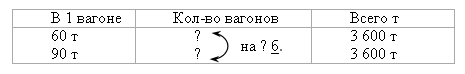 В 1 вагоне Кол-во вагонов Всего т
60 т ? 3 600 т
90 т ? на ? б. 3 600 т